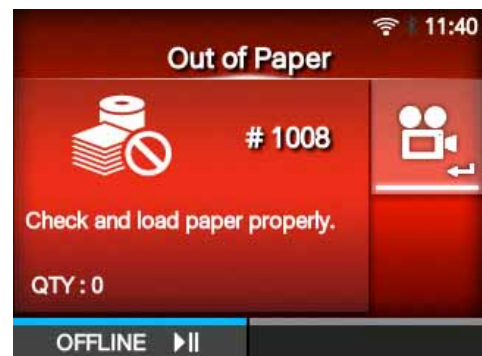 11:40
Out of Paper
# 1008
Check and load paper properly.
QTY : 0
OFFLINE